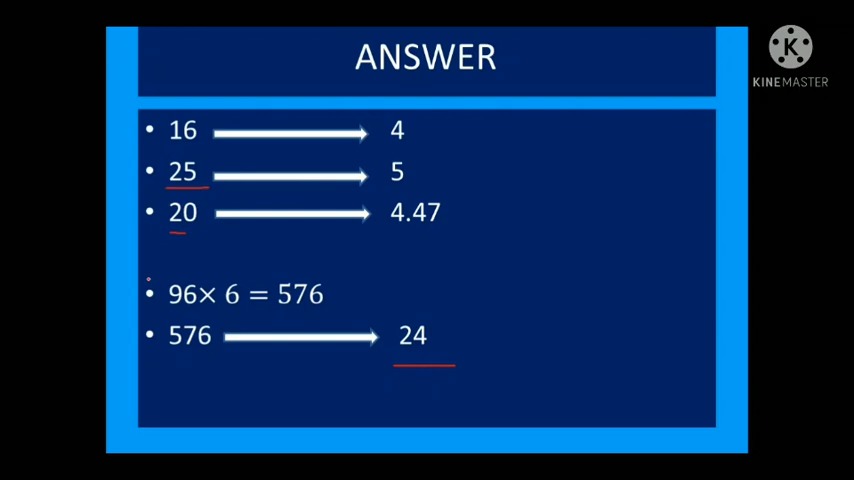 ANSWER
K
KINEMASTER
• 16 → 4
• 25 → 5
• 20 → 4.47
• 96× 6 = 576
• 576 → 24